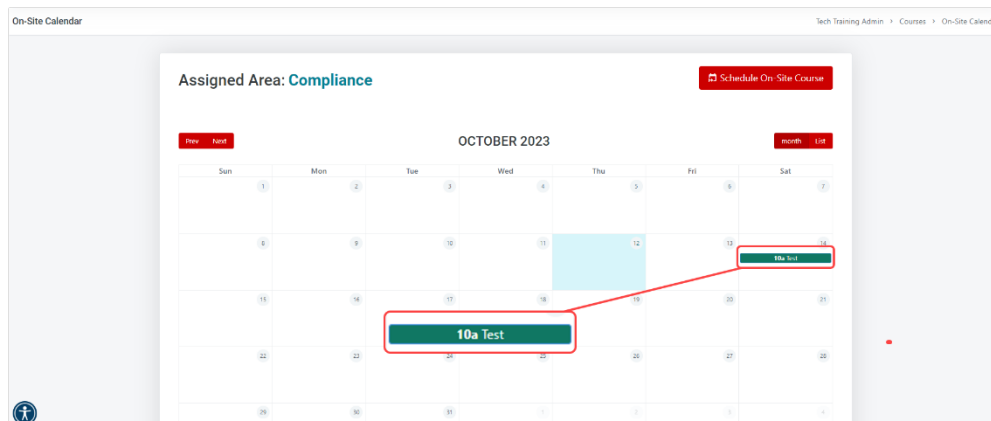 On-Site Calendar
Tech Training Admin › Courses › On-Site Calend
Assigned Area: Compliance
Schedule On-Site Course
Prev Next
OCTOBER 2023
month List
Sun Mon Tue Wed Thu Fri Sat
1 2 3 4 5 6 7
8 9 10 11 12 13 14
10a Test
15 16 17 18 19 20 21
10a Test
22 23 24 25 26 27 28
29 30 31 1 2 3 4